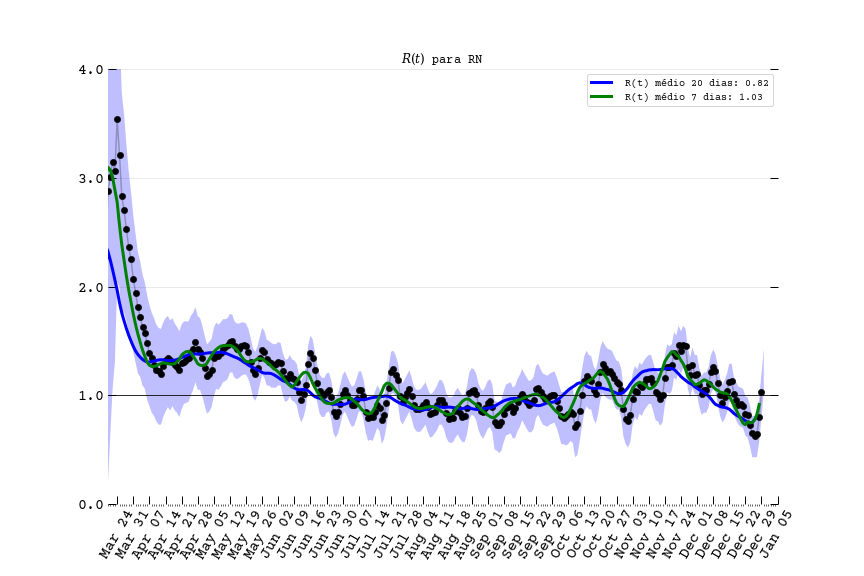 R(t) para RN
R(t) médio 20 dias: 0.82
R(t) médio 7 dias: 1.03
4.0
3.0
2.0
1.0
0.0
Mar 24
Mar 31
Apr 07
Apr 14
Apr 21
Apr 28
May 05
May 12
May 19
May 26
Jun 02
Jun 09
Jun 16
Jun 23
Jun 30
Jul 07
Jul 14
Jul 21
Jul 28
Aug 04
Aug 11
Aug 18
Aug 25
Sep 01
Sep 08
Sep 15
Sep 22
Sep 29
Oct 06
Oct 13
Oct 20
Oct 27
Nov 03
Nov 10
Nov 17
Nov 24
Dec 01
Dec 08
Dec 15
Dec 22
Dec 29
Jan 05